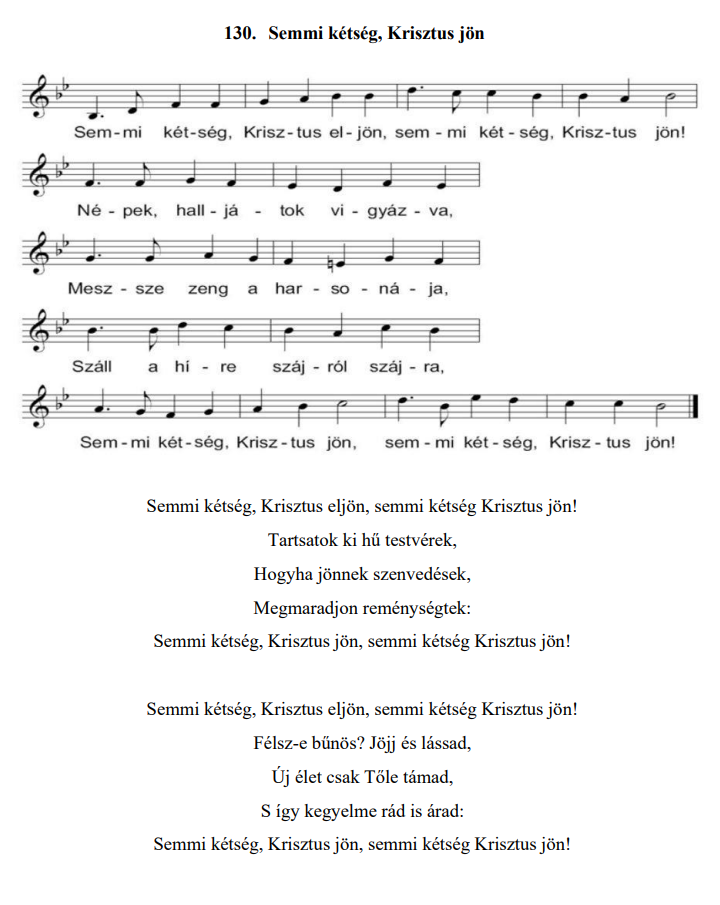 130. Semmi kétség, Krisztus jön
Sem-mi két-ség, Krisz-tus el-jön, sem-mi két-ség, Krisz-tus jön!
Né-pek, hall-já-tok vi-gyáz-va,
Mesz-sze zeng a har-so-ná-ja,
Száll a hí-re száj-ról száj-ra,
Sem-mi két-ség, Krisz-tus jön, sem-mi két-ség, Krisz-tus jön!
Semmi kétség, Krisztus eljön, semmi kétség Krisztus jön!
Tartsatok ki hű testvérek,
Hogyha jönnek szenvedések,
Megmaradjon reménységtek:
Semmi kétség, Krisztus jön, semmi kétség Krisztus jön!
Semmi kétség, Krisztus eljön, semmi kétség Krisztus jön!
Félsz-e bűnös? Jöjj és lássad,
Új élet csak Tőle támad,
S így kegyelme rád is árad:
Semmi kétség, Krisztus jön, semmi kétség Krisztus jön!